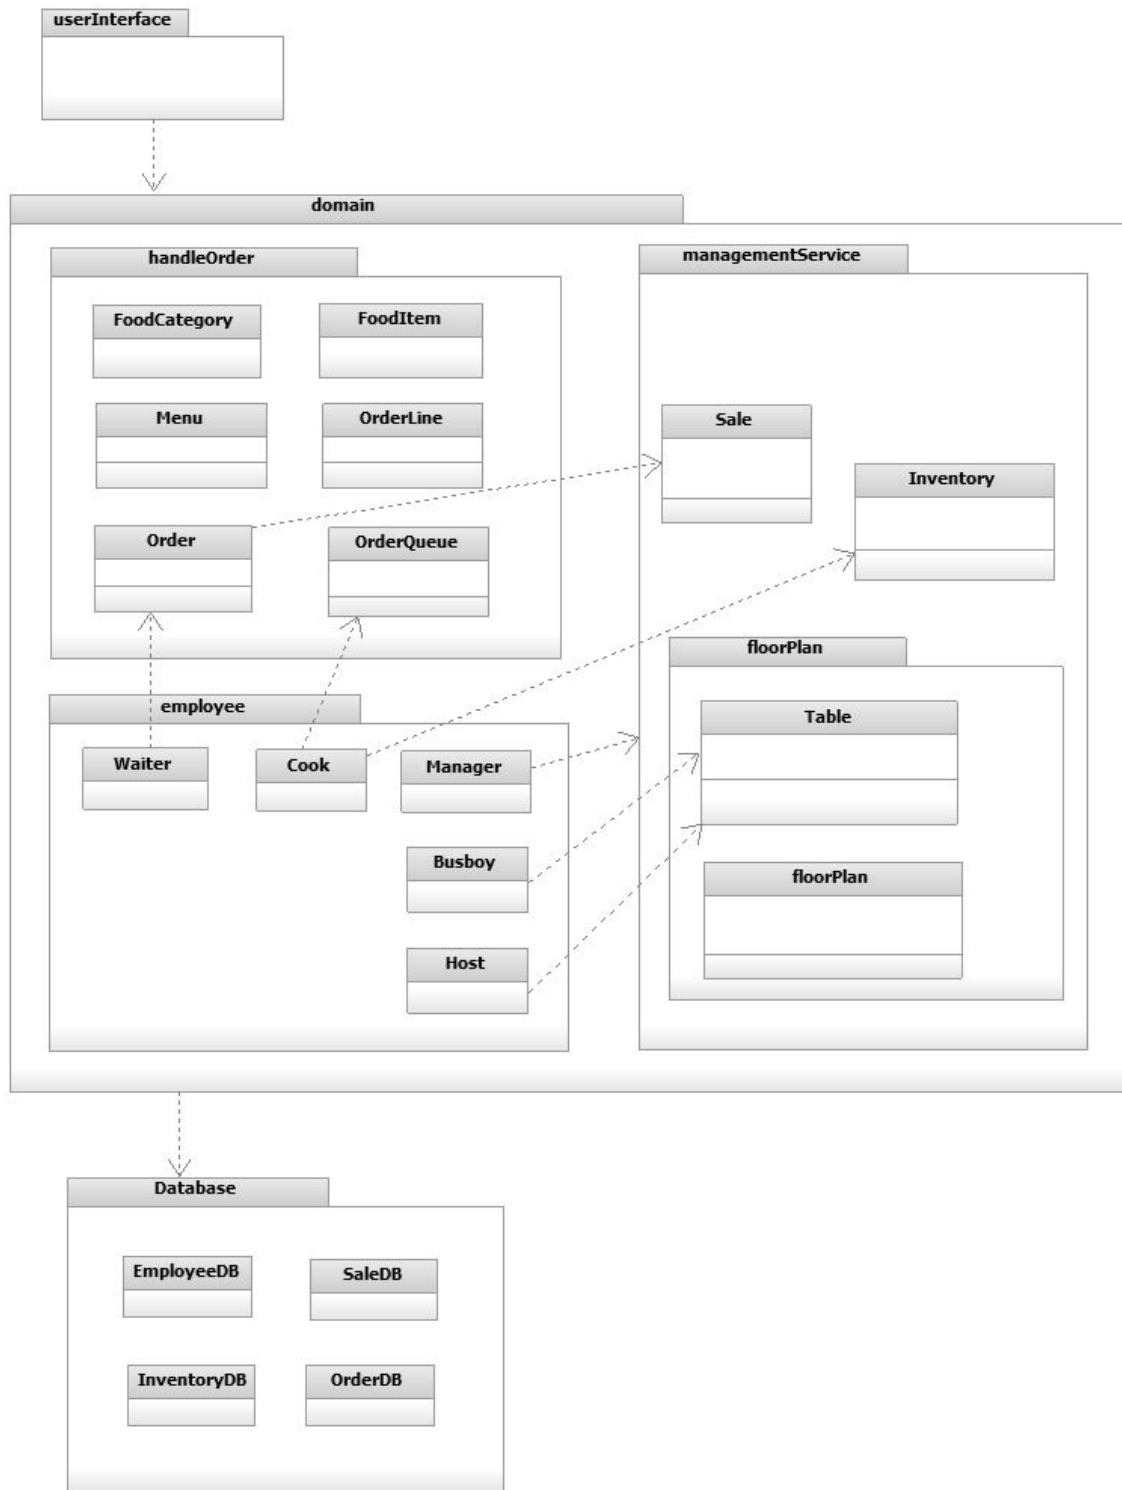 userInterface
domain
handleOrder
managementService
FoodCategory
FoodItem
Menu
OrderLine
Sale
Inventory
Order
OrderQueue
floorPlan
employee
Table
Waiter
Cook
Manager
Busboy
floorPlan
Host
Database
EmployeeDB
SaleDB
InventoryDB
OrderDB